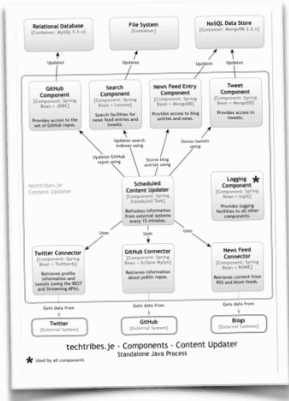 Relational Database
[Container: MySQL 5.5.x]
File System
[Container]
NoSQL Data Store
[Container: MongoDB 2.2.x]
Updates
Updates
Updates
Updates
GitHub
Component
[Component: Spring
Bean + JDBC]
Provides access to the
set of GitHub repos.
Search
Component
[Component: Spring
Bean + Lucene]
Search facilities for
news feed entries and
tweets.
News Feed Entry
Component
[Component: Spring
Bean + MongoDB]
Provides access to blog
entries and news.
Tweet
Component
[Component: Spring
Bean + MongoDB]
Provides access to
tweets.
Updates search
indexes using
Updates GitHub
repos using
Stores blog
entries using
Stores tweets
using
techtribes.je
Content Updater
Scheduled
Content Updater
[Component: Spring
Scheduled Task]
Refreshes information
from external systems
every 15 minutes.
Logging
Component
Provides logging
facilities to all other
components.
Uses
Uses
Uses
Twitter Connector
[Component: Spring
Bean + Twitter4j]
Retrieves profile
information and
tweets (using the REST
and Streaming APIs).
GitHub Connector
[Component: Spring
Bean + Eclipse Mylyn]
Retrieves information
about public repos.
News Feed
Connector
[Component: Spring
Bean + ROME]
Retrieves content from
RSS and Atom feeds.
Gets data from
Gets data from
Gets data from
Twitter
[External System]
GitHub
[External System]
Blogs
[External Systems]
techtribes.je - Components - Content Updater
Standalone Java Process
* Used by all components